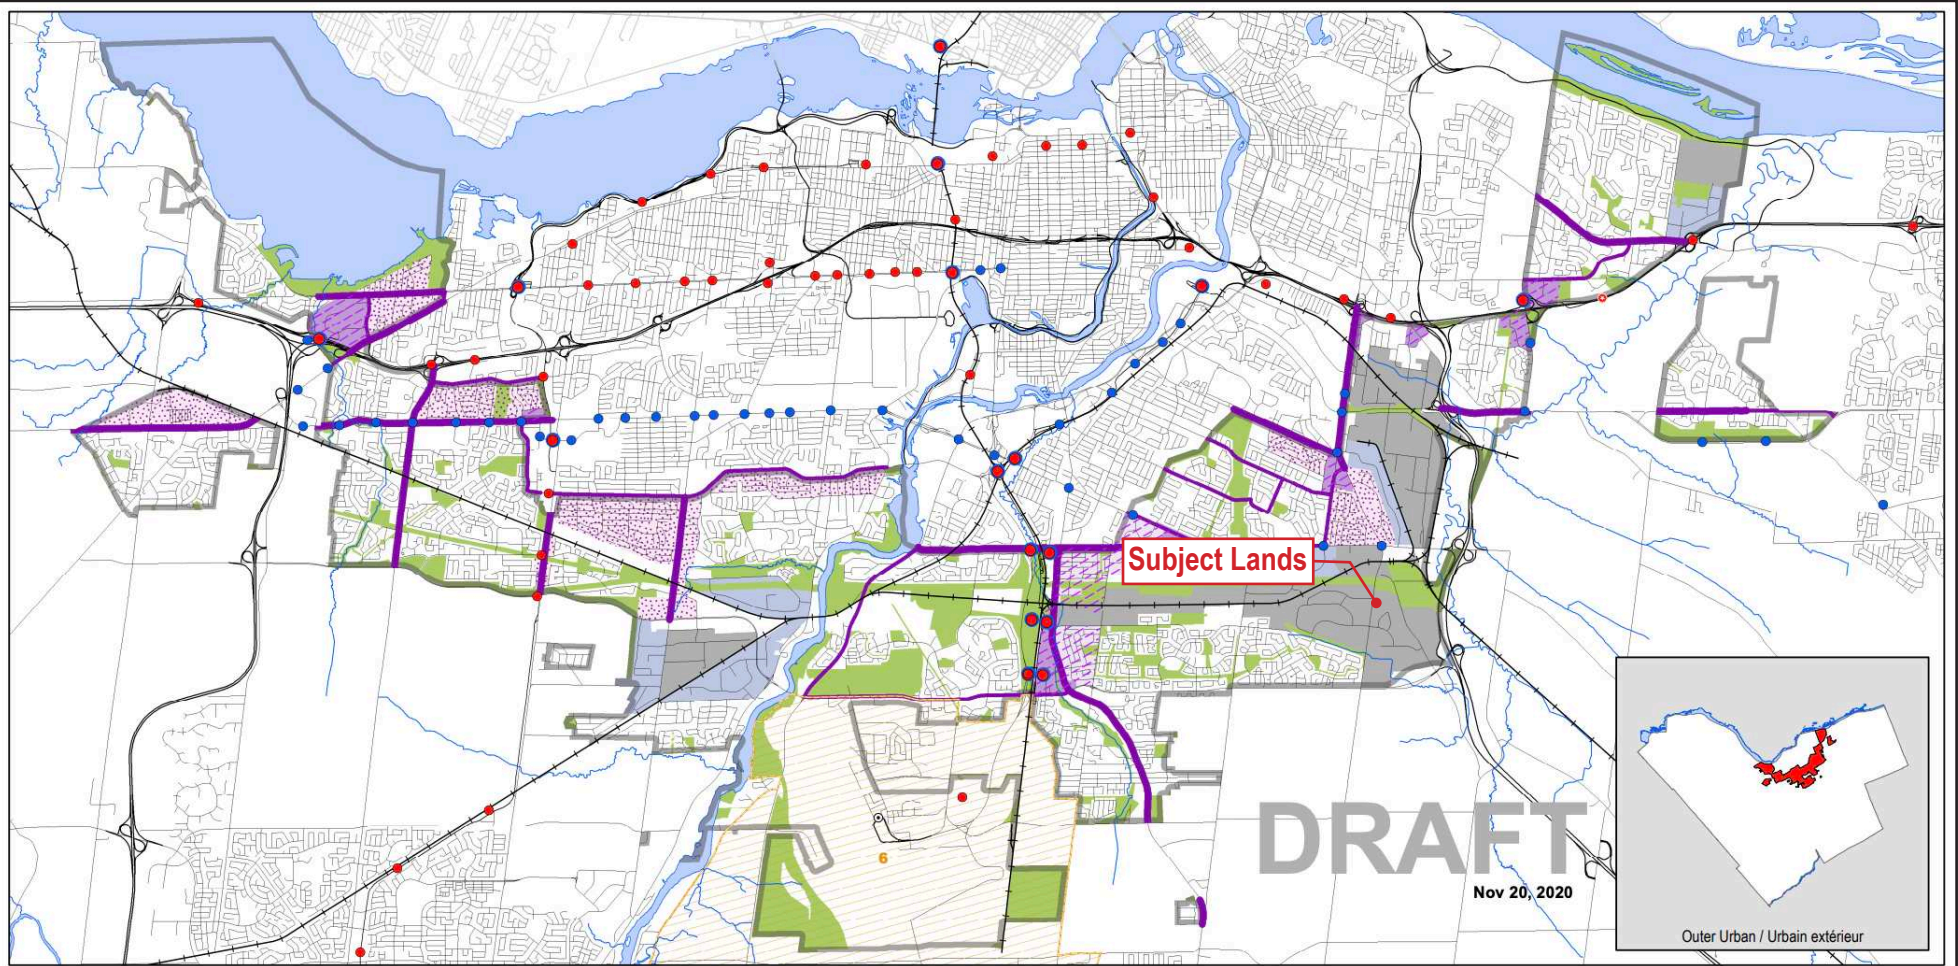 Subject Lands
6
DRAFT
Nov 20, 2020
Outer Urban / Urbain extérieur